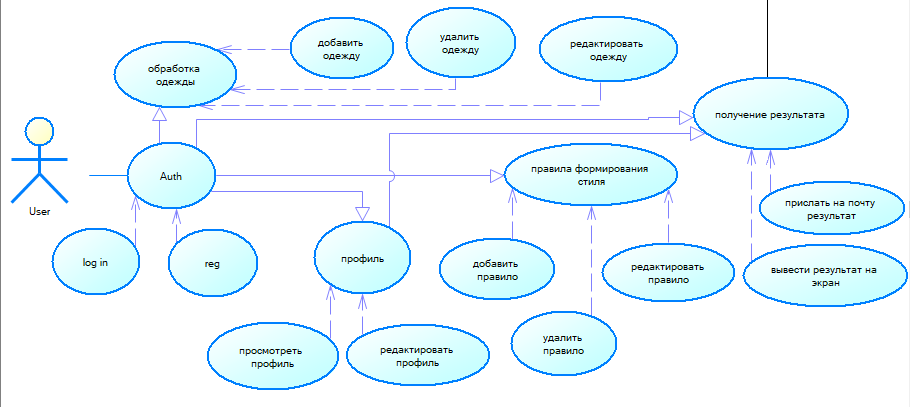 добавить
одежду
удалить
одежду
редактировать
одежду
обработка
одежды
получение результата
Auth
правила формирования
стиля
User
прислать на почту
результат
log in
reg
профиль
добавить
правило
редактировать
правило
вывести результат на
экран
просмотреть
профиль
редактировать
профиль
удалить
правило